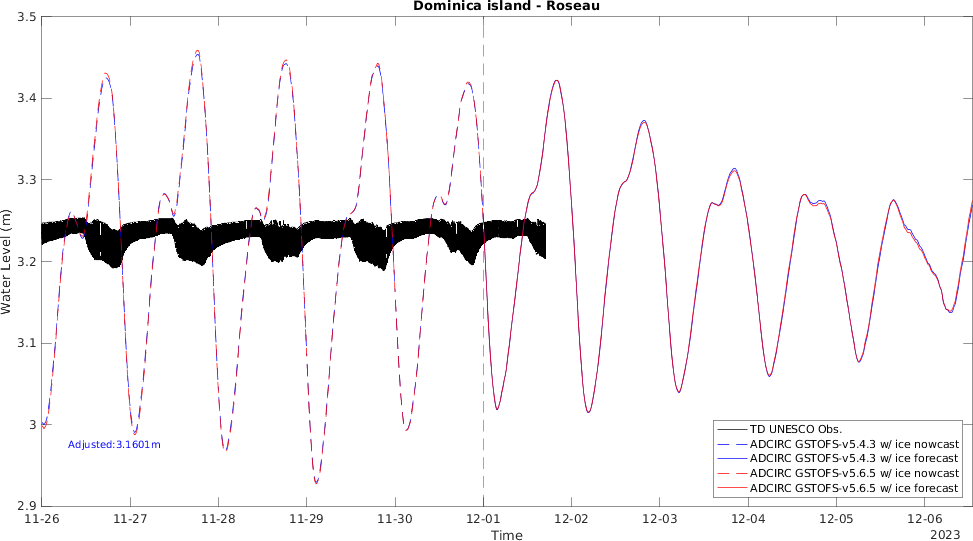 Dominica island - Roseau
3.5
3.4
3.3
3.2
3.1
3
2.9
Water Level (m)
Adjusted:3.1601m
TD UNESCO Obs.
ADCIRC GSTOFS-v5.4.3 w/ ice nowcast
ADCIRC GSTOFS-v5.4.3 w/ ice forecast
ADCIRC GSTOFS-v5.6.5 w/ ice nowcast
ADCIRC GSTOFS-v5.6.5 w/ ice forecast
11-26 11-27 11-28 11-29 11-30 12-01 12-02 12-03 12-04 12-05 12-06
Time
2023